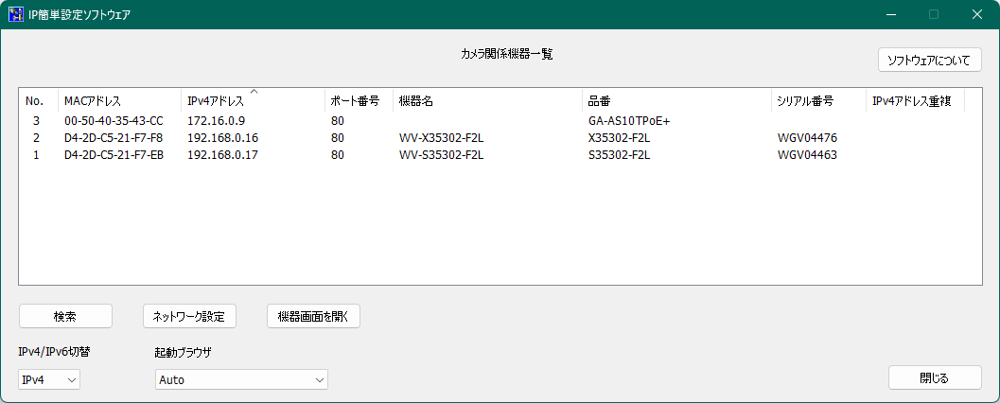 IP簡単設定ソフトウェア
カメラ関係機器一覧
ソフトウェアについて
No. MACアドレス IPv4アドレス ポート番号 機器名 品番 シリアル番号 IPv4アドレス重複
3 00-50-40-35-43-CC 172.16.0.9 80 GA-AS10TPoE+
2 D4-2D-C5-21-F7-F8 192.168.0.16 80 WV-X35302-F2L X35302-F2L WGV04476
1 D4-2D-C5-21-F7-EB 192.168.0.17 80 WV-S35302-F2L S35302-F2L WGV04463
検索 ネットワーク設定 機器画面を開く
IPv4/IPv6切替 起動ブラウザ
IPv4 Auto 閉じる